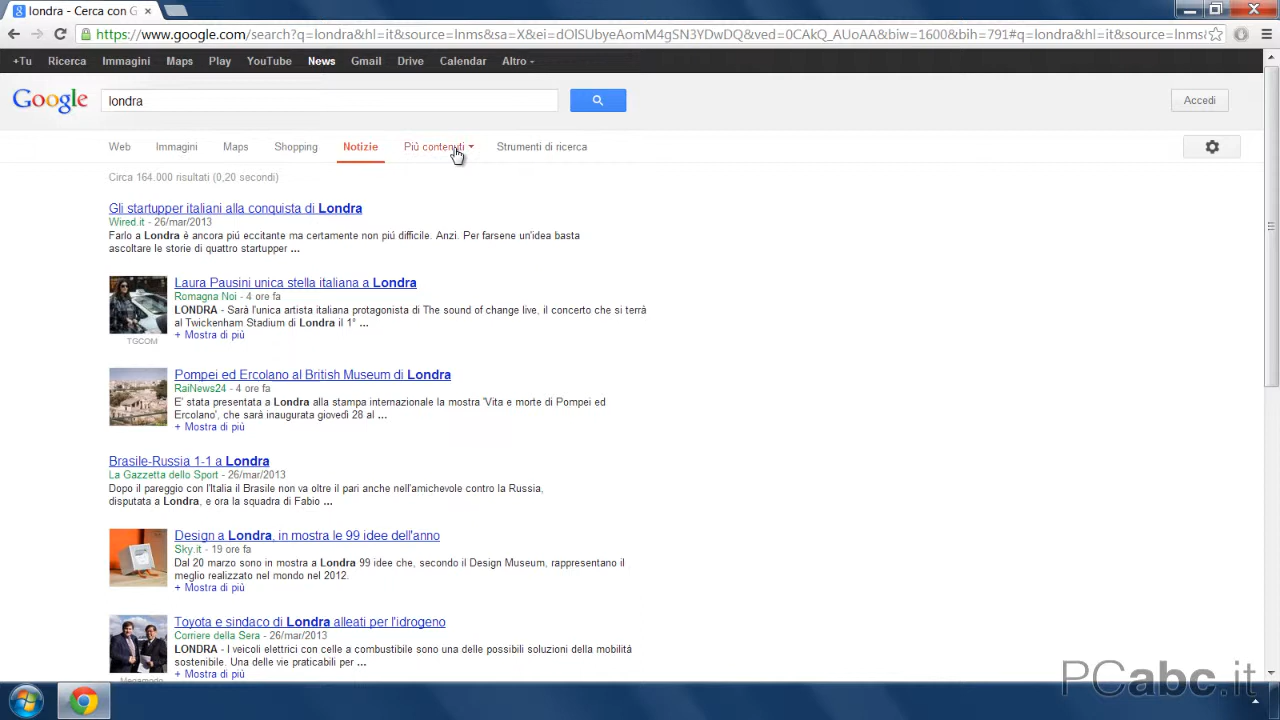 londra - Cerca con G
https://www.google.com/search?q=londra&hl=it&source=lnms&sa=X&ei=dOlSUbyeAomM4gSN3YDwDQ&ved=0CAkQ_AUoAA&biw=1600&bih=791#q=londra&hl=it&source=lnms
+Tu Ricerca Immagini Maps Play YouTube News Gmail Drive Calendar Altro
Google londra Accedi
Web Immagini Maps Shopping Notizie Più contenuti Strumenti di ricerca
Circa 164.000 risultati (0,20 secondi)
Gli startupper italiani alla conquista di Londra
Wired.it - 26/mar/2013
Farlo a Londra è ancora piú eccitante ma certamente non piú difficile. Anzi. Per farsene un'idea basta
ascoltare le storie di quattro startupper ...
Laura Pausini unica stella italiana a Londra
Romagna Noi - 4 ore fa
LONDRA - Sarà l'unica artista italiana protagonista di The sound of change live, il concerto che si terrà
al Twickenham Stadium di Londra il 1° ...
+ Mostra di più
TGCOM
Pompei ed Ercolano al British Museum di Londra
RaiNews24 - 4 ore fa
E' stata presentata a Londra alla stampa internazionale la mostra 'Vita e morte di Pompei ed
Ercolano', che sarà inaugurata giovedì 28 al ...
+ Mostra di più
Brasile-Russia 1-1 a Londra
La Gazzetta dello Sport - 26/mar/2013
Dopo il pareggio con l'Italia il Brasile non va oltre il pari anche nell'amichevole contro la Russia,
disputata a Londra, e ora la squadra di Fabio ...
Design a Londra, in mostra le 99 idee dell'anno
Sky.it - 19 ore fa
Dal 20 marzo sono in mostra a Londra 99 idee che, secondo il Design Museum, rappresentano il
meglio realizzato nel mondo nel 2012.
+ Mostra di più
Toyota e sindaco di Londra alleati per l'idrogeno
Corriere della Sera - 26/mar/2013
LONDRA - I veicoli elettrici con celle a combustibile sono una delle possibili soluzioni della mobilità
sostenibile. Una delle vie praticabili per ...
+ Mostra di più
PCabc.it